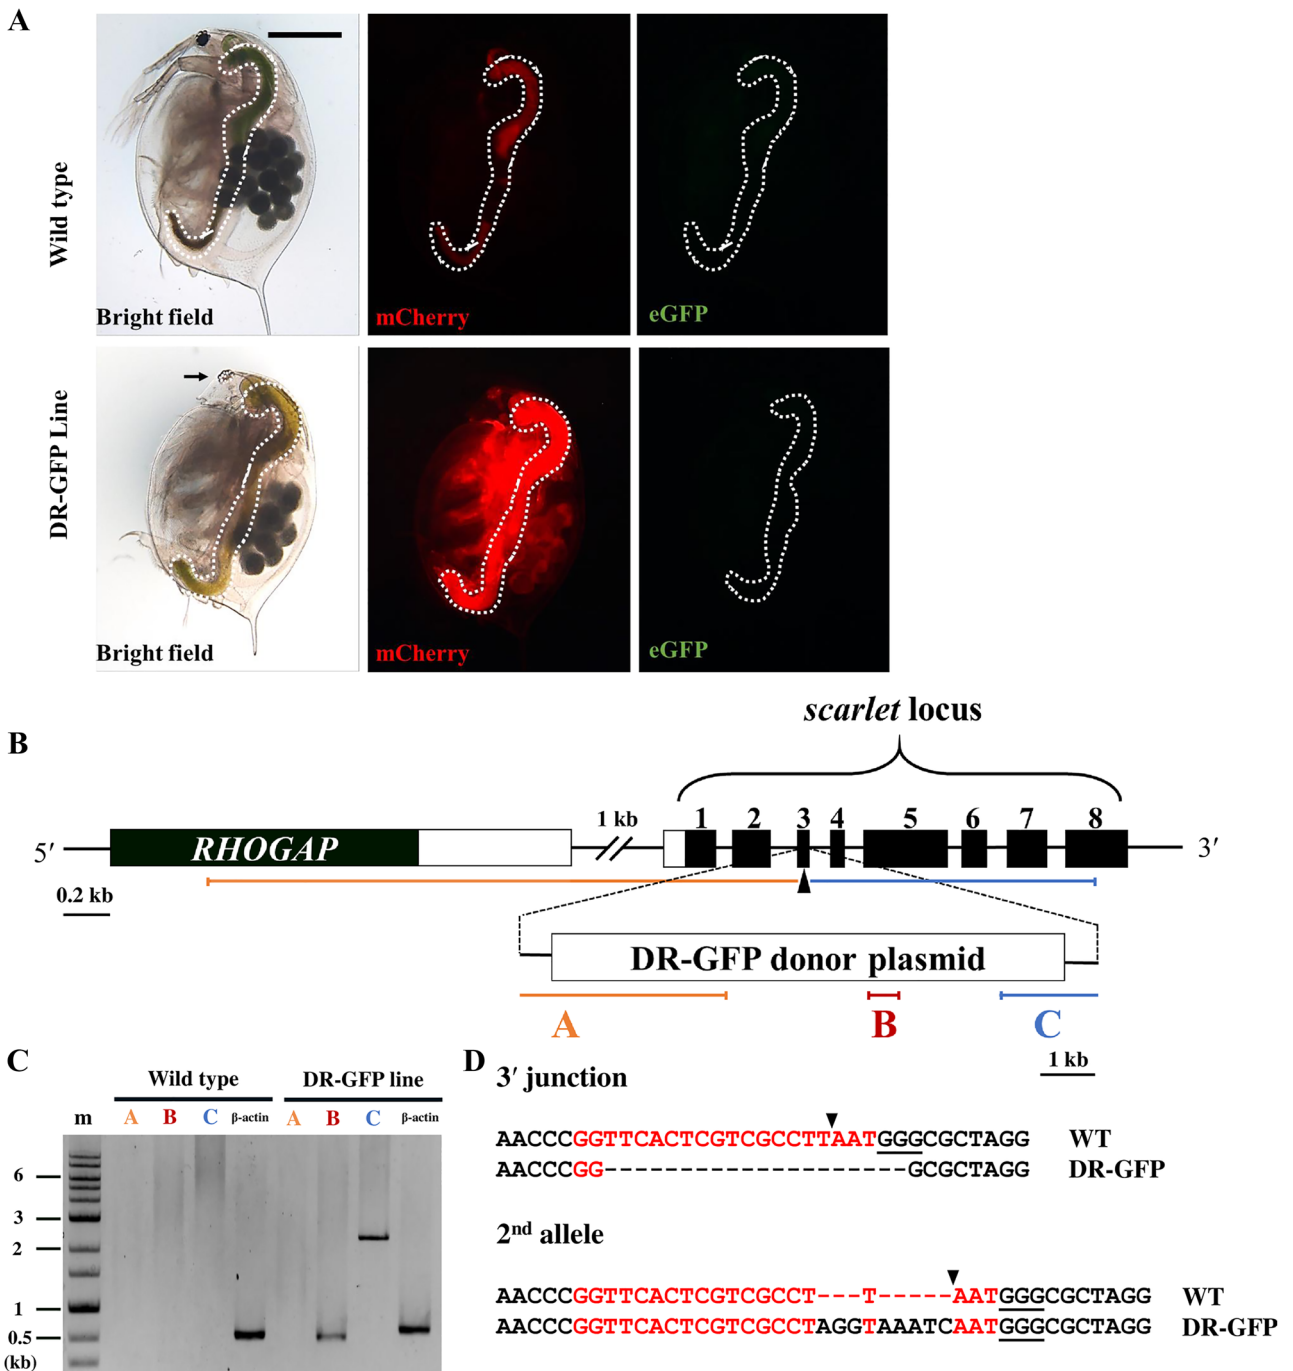 A
Wild type
Bright field
mCherry
eGFP
DR-GFP Line
Bright field
mCherry
eGFP
B
scarlet locus
5′
RHOGAP
1 kb
1 2 3 4 5 6 7 8
3′
0.2 kb
DR-GFP donor plasmid
A B C
1 kb
C
Wild type DR-GFP line
m A B C β-actin A B C β-actin
6
3
2
1
0.5
(kb)
D
3′ junction
AACCCGGTTCACTCGTCGCCTTAATGGGCGCTAGG WT
AACCCGG--------------------GCGCTAGG DR-GFP
2nd allele
AACCCGGTTCACTCGTCGCCT---T-----AATGGGCGCTAGG WT
AACCCGGTTCACTCGTCGCCTAGGTAAATCAATGGGCGCTAGG DR-GFP